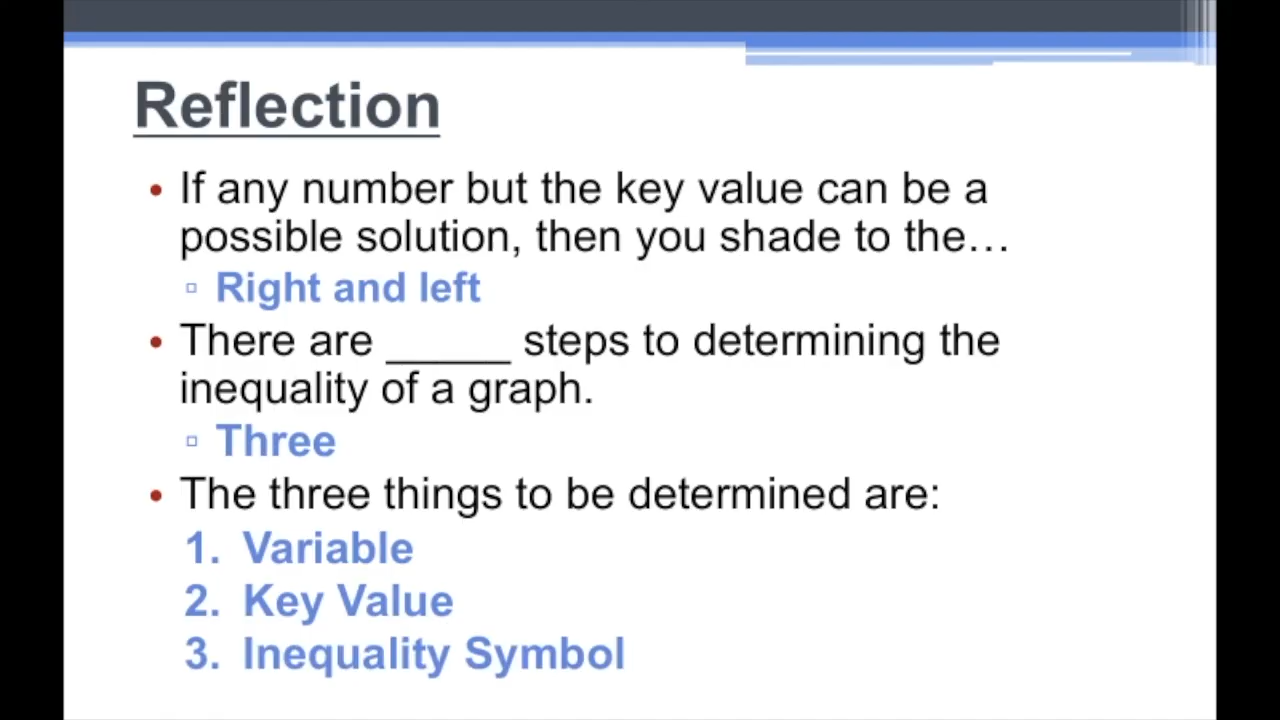 Reflection
• If any number but the key value can be a
possible solution, then you shade to the…
▫ Right and left
• There are _____ steps to determining the
inequality of a graph.
▫ Three
• The three things to be determined are:
1. Variable
2. Key Value
3. Inequality Symbol